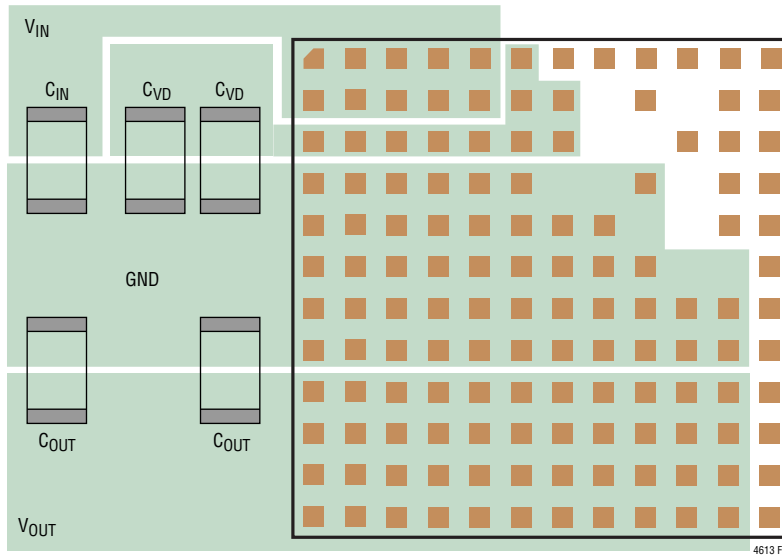 VIN
CIN
CVD
CVD
GND
COUT
COUT
VOUT
4613 F